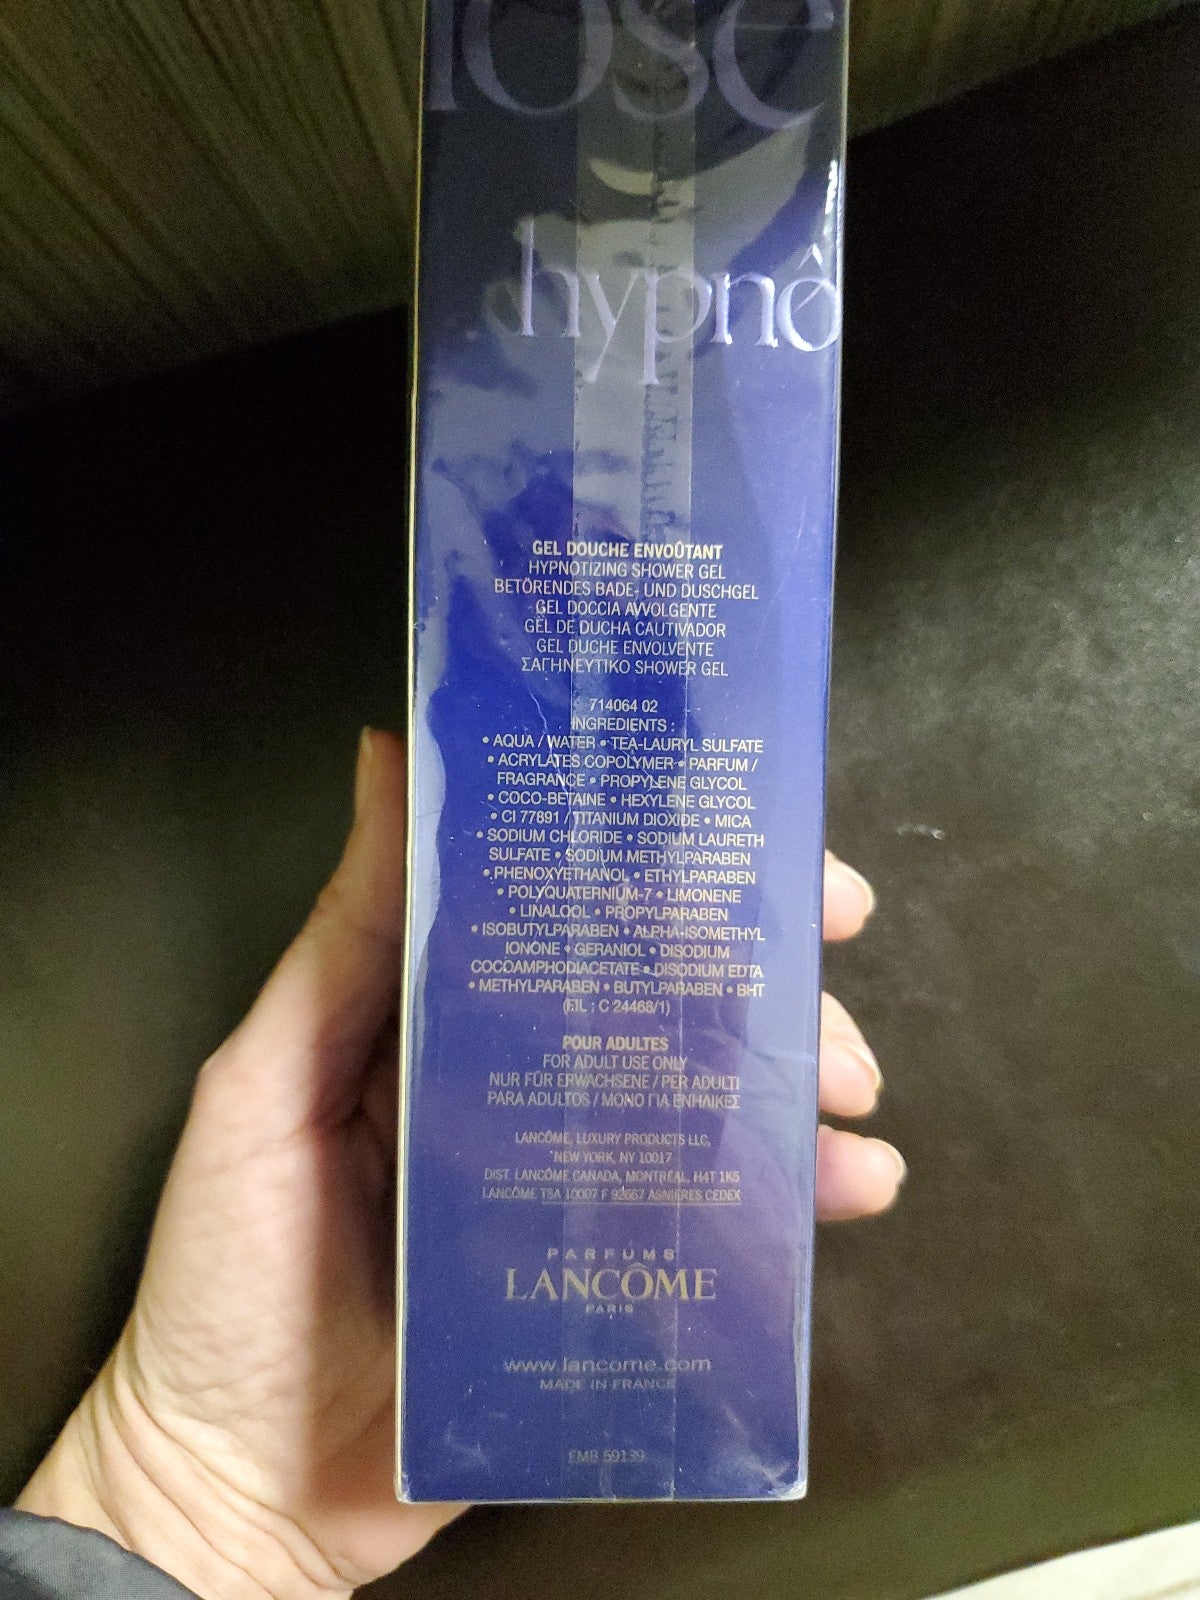 ose
hypnô
GEL DOUCHE ENVOÛTANT
HYPNOTIZING SHOWER GEL
BETÖRENDES BADE- UND DUSCHGEL
GEL DOCCIA AVVOLGENTE
GEL DE DUCHA CAUTIVADOR
GEL DUCHE ENVOLVENTE
ΣΑΓΗΝΕΥΤΙΚΟ SHOWER GEL
714064 02
INGREDIENTS :
• AQUA / WATER • TEA-LAURYL SULFATE
• ACRYLATES COPOLYMER • PARFUM /
FRAGRANCE • PROPYLENE GLYCOL
• COCO-BETAINE • HEXYLENE GLYCOL
• CI 77891 / TITANIUM DIOXIDE • MICA
• SODIUM CHLORIDE • SODIUM LAURETH
SULFATE • SODIUM METHYLPARABEN
• PHENOXYETHANOL • ETHYLPARABEN
• POLYQUATERNIUM-7 • LIMONENE
• LINALOOL • PROPYLPARABEN
• ISOBUTYLPARABEN • ALPHA-ISOMETHYL
IONONE • GERANIOL • DISODIUM
COCOAMPHODIACETATE • DISODIUM EDTA
• METHYLPARABEN • BUTYLPARABEN • BHT
(F.I.L. : C 24468/1)
POUR ADULTES
FOR ADULT USE ONLY
NUR FÜR ERWACHSENE / PER ADULTI
PARA ADULTOS / ΜΟΝΟ ΓΙΑ ΕΝΗΛΙΚΕΣ
LANCÔME, LUXURY PRODUCTS LLC,
NEW YORK, NY 10017
DIST. LANCÔME CANADA, MONTRÉAL, H4T 1K5
LANCÔME TSA 10007 F 92667 ASNIÈRES CEDEX
PARFUMS
LANCÔME
PARIS
www.lancome.com
MADE IN FRANCE
EMB 59139